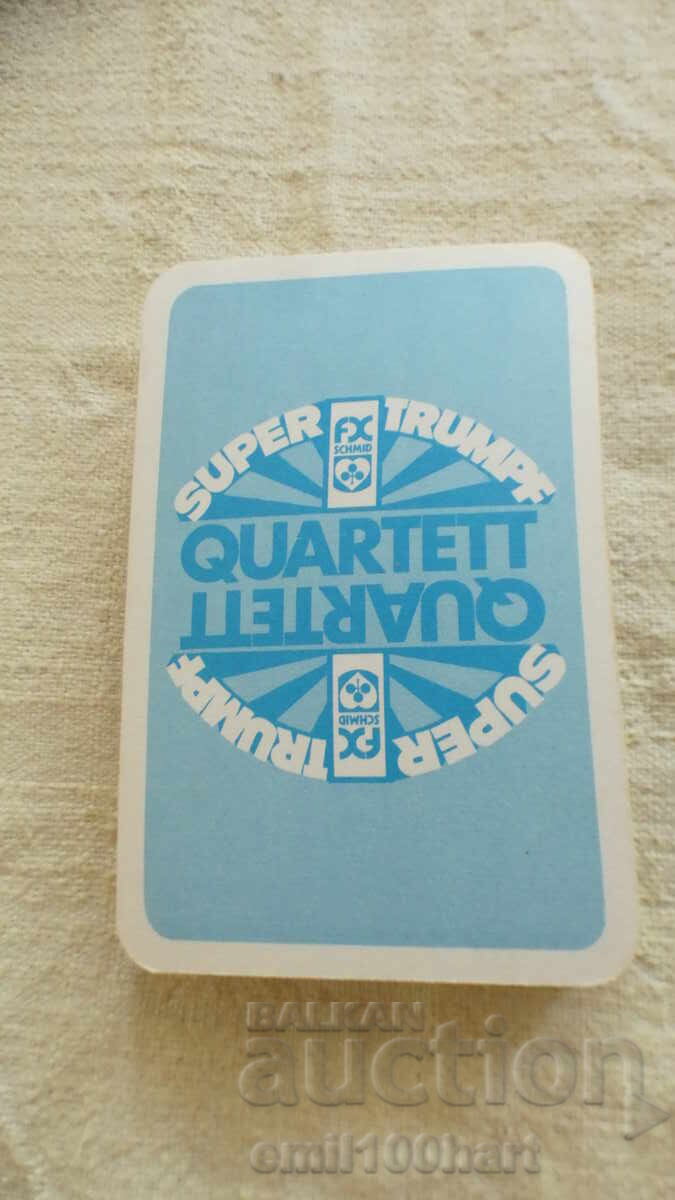 SUPER TRUMPF
FX
SCHMID
QUARTETT
QUARTETT
FX
SCHMID
SUPER TRUMPF
BALKAN
auction
emil100hart